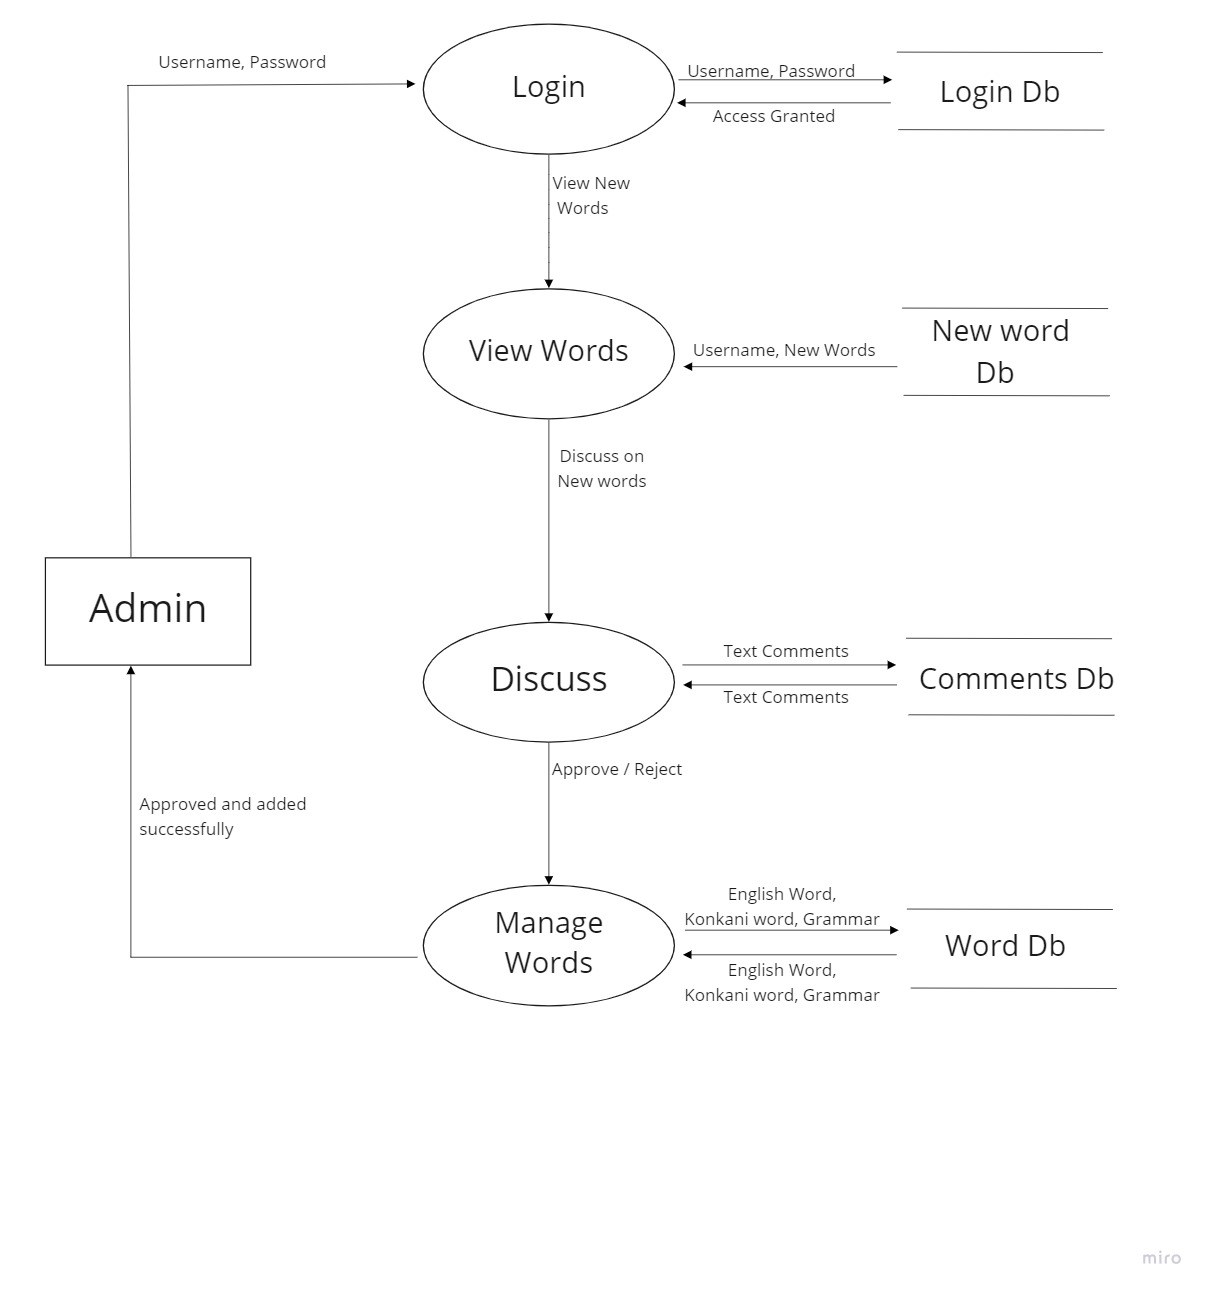 Username, Password
Login
Username, Password
Access Granted
Login Db
View New
Words
View Words
Username, New Words
New word
Db
Discuss on
New words
Admin
Discuss
Text Comments
Text Comments
Comments Db
Approve / Reject
Approved and added
successfully
Manage
Words
English Word,
Konkani word, Grammar
English Word,
Konkani word, Grammar
Word Db
miro